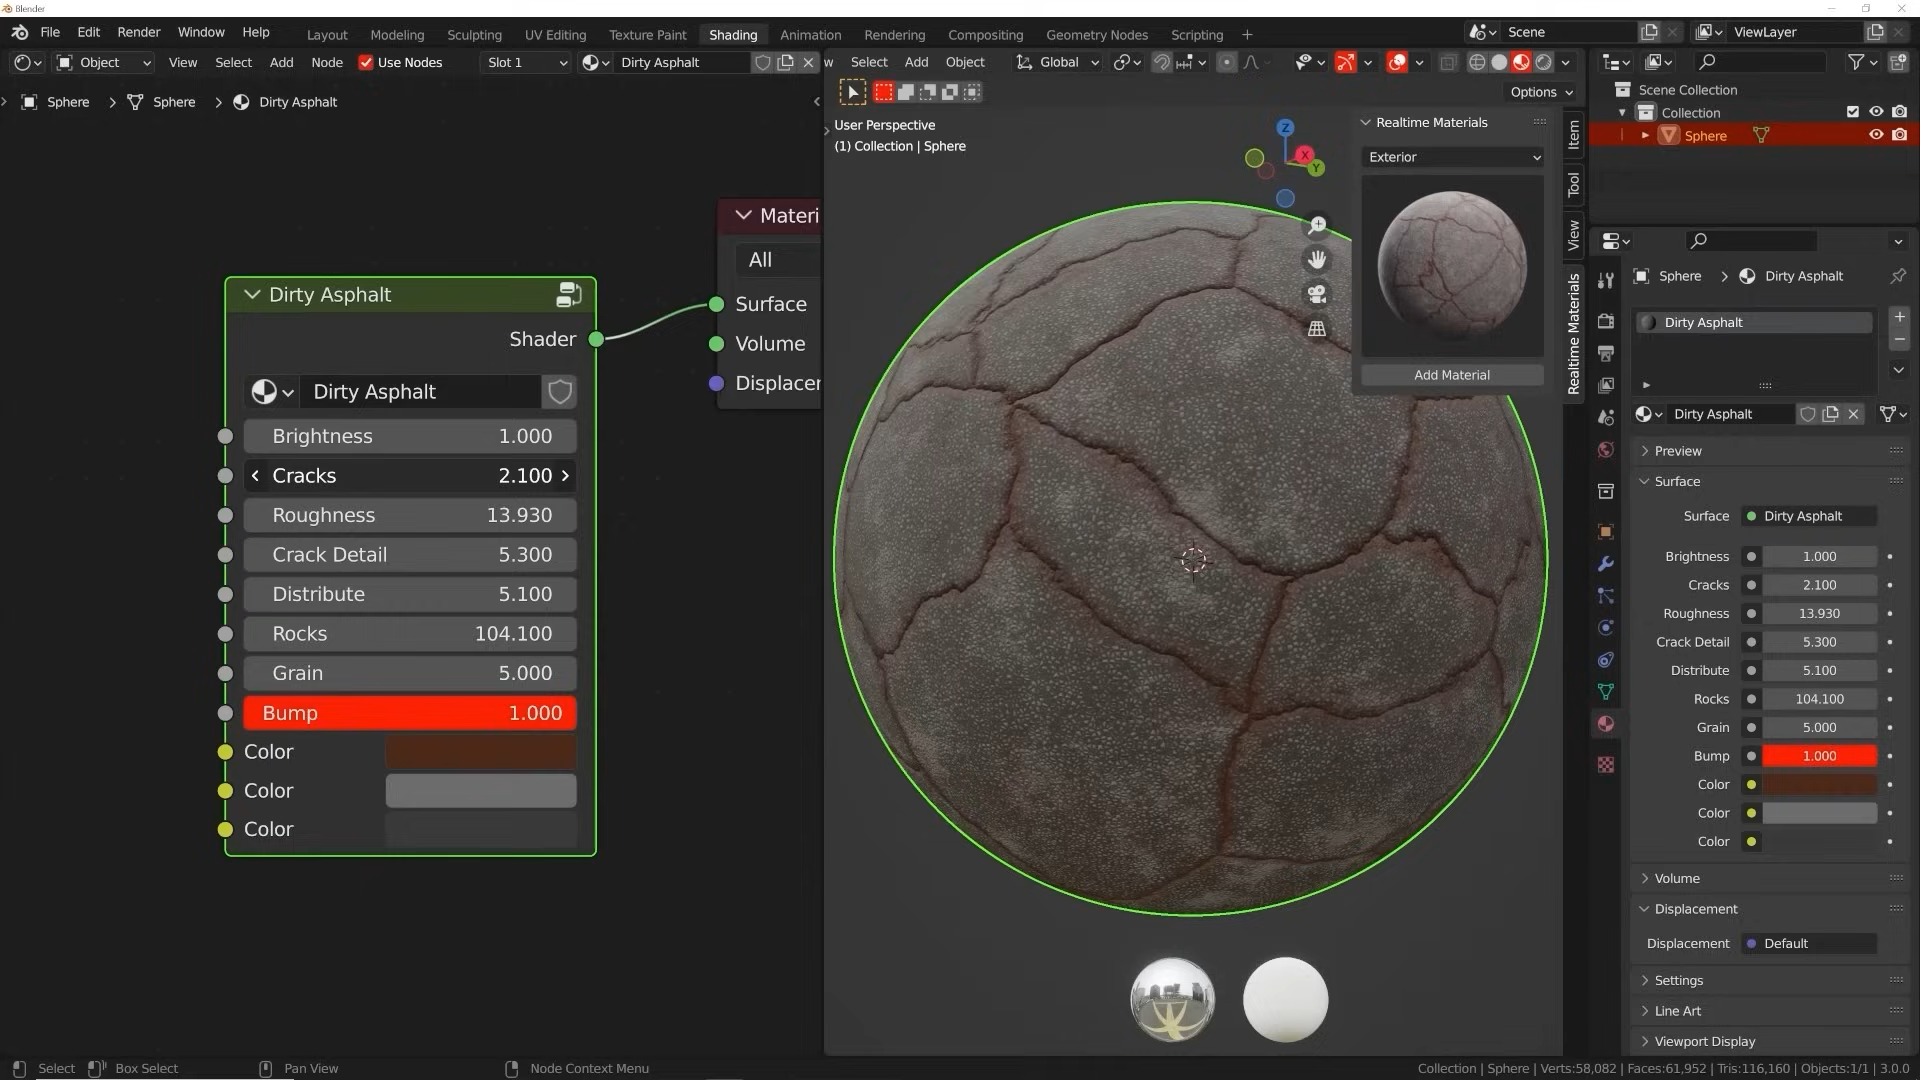 Blender
File Edit Render Window Help
Layout Modeling Sculpting UV Editing Texture Paint Shading Animation Rendering Compositing Geometry Nodes Scripting +
Scene
ViewLayer
Object View Select Add Node Use Nodes Slot 1 Dirty Asphalt
w Select Add Object Global
Options
Sphere > Sphere > Dirty Asphalt
User Perspective
(1) Collection | Sphere
Z
X
Y
Realtime Materials
Exterior
Add Material
Item
Tool
View
Realtime Materials
Materi
All
Surface
Volume
Displacer
Dirty Asphalt
Shader
Dirty Asphalt
Brightness 1.000
Cracks 2.100
Roughness 13.930
Crack Detail 5.300
Distribute 5.100
Rocks 104.100
Grain 5.000
Bump 1.000
Color
Color
Color
Scene Collection
Collection
Sphere
Sphere > Dirty Asphalt
Dirty Asphalt
Dirty Asphalt
Preview
Surface
Surface Dirty Asphalt
Brightness 1.000
Cracks 2.100
Roughness 13.930
Crack Detail 5.300
Distribute 5.100
Rocks 104.100
Grain 5.000
Bump 1.000
Color
Color
Color
Volume
Displacement
Displacement Default
Settings
Line Art
Viewport Display
Select Box Select Pan View Node Context Menu
Collection | Sphere | Verts:58,082 | Faces:61,952 | Tris:116,160 | Objects:1/1 | 3.0.0